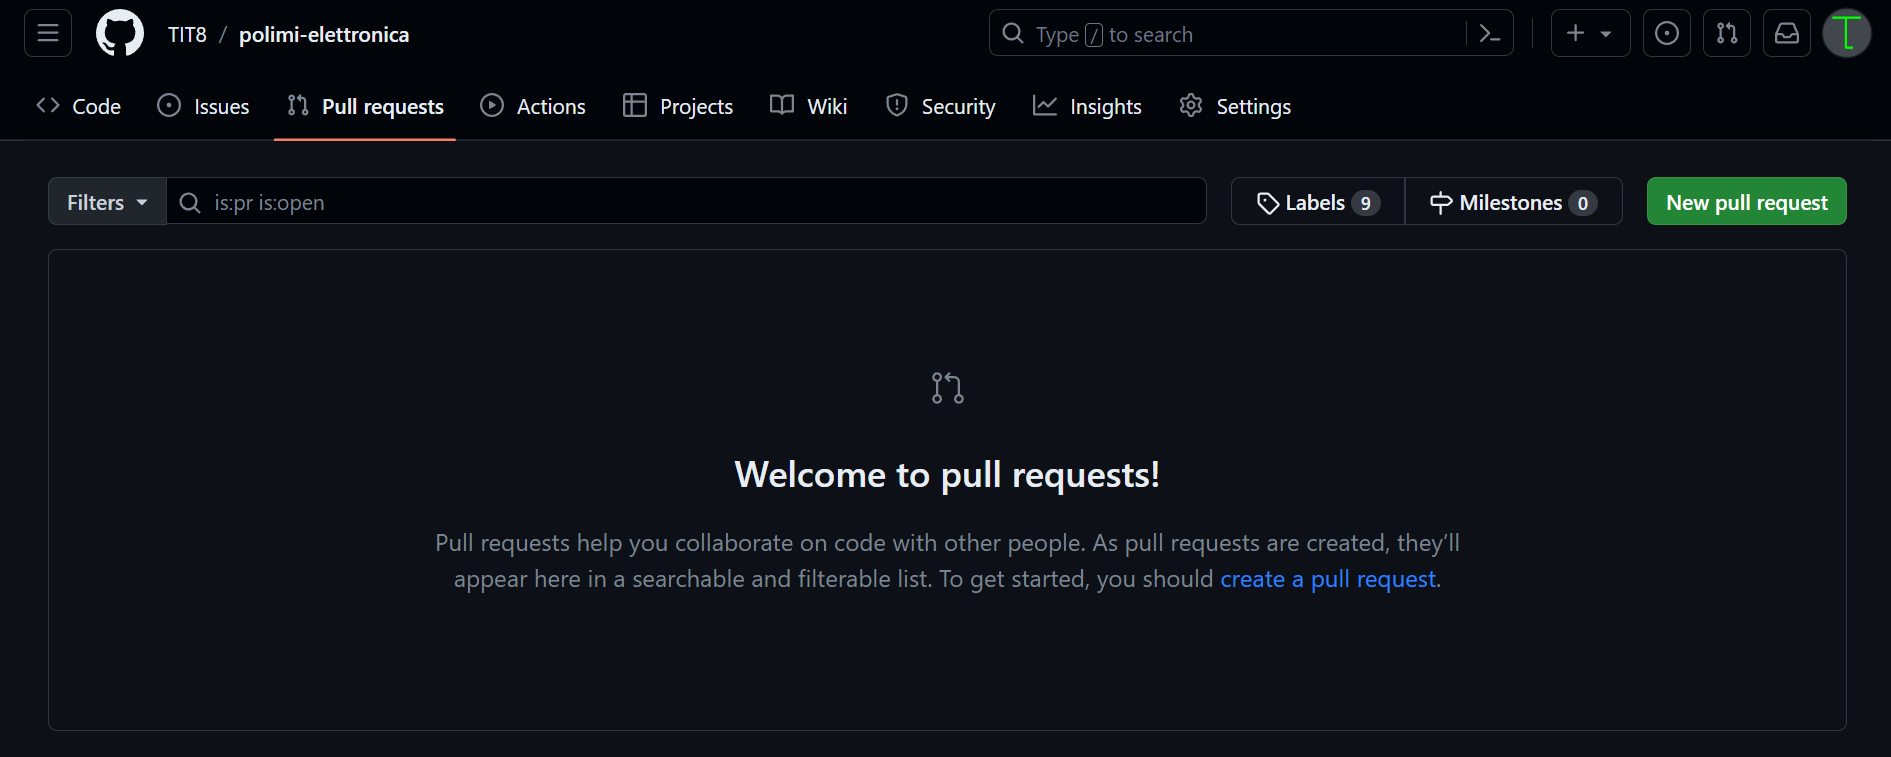 TIT8 / polimi-elettronica
Type / to search
Code Issues Pull requests Actions Projects Wiki Security Insights Settings
Filters is:pr is:open Labels 9 Milestones 0 New pull request
Welcome to pull requests!
Pull requests help you collaborate on code with other people. As pull requests are created, they’ll
appear here in a searchable and filterable list. To get started, you should create a pull request.